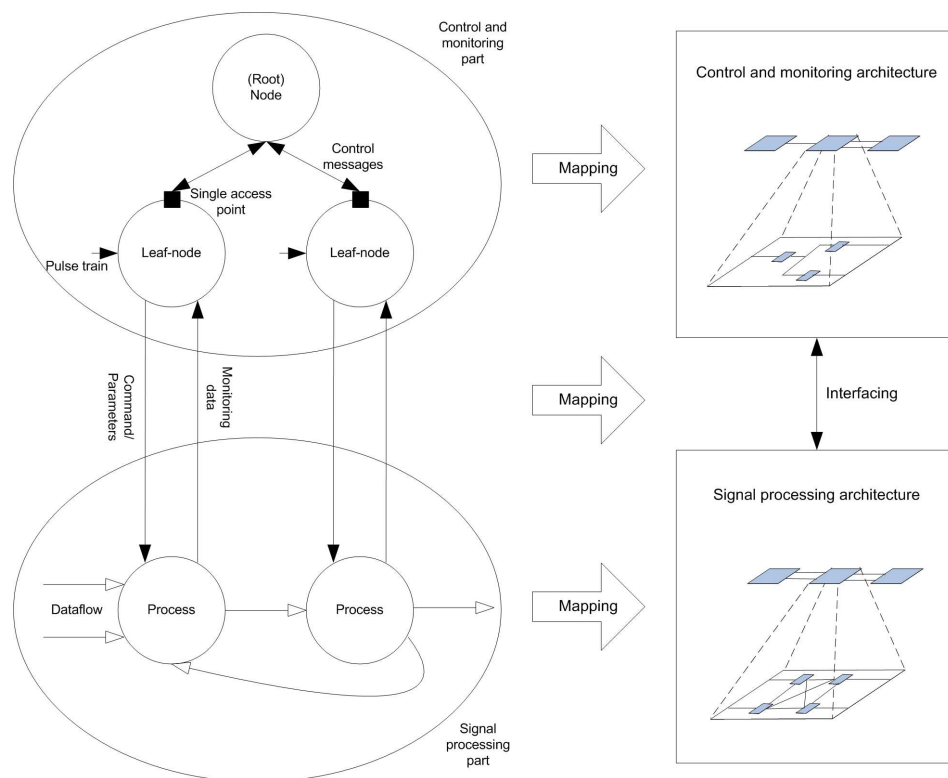 Control and
monitoring
part
(Root)
Node
Control
messages
Single access
point
Leaf-node
Leaf-node
Pulse train
Command/
Parameters
Monitoring
data
Dataflow
Process
Process
Signal
processing
part
Mapping
Mapping
Mapping
Control and monitoring architecture
Interfacing
Signal processing architecture